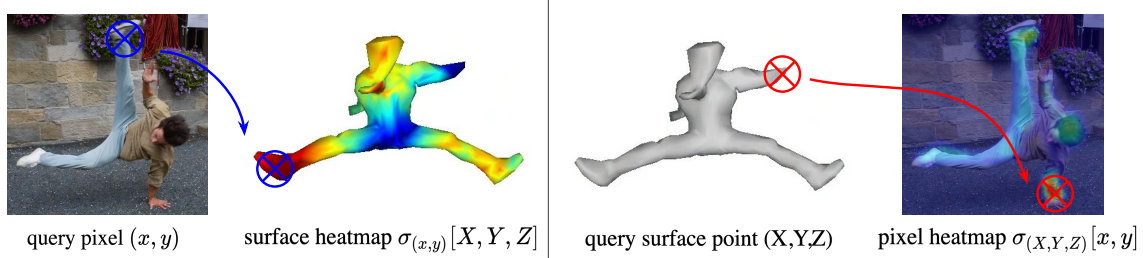 query pixel (x, y)
surface heatmap σ(x,y)[X, Y, Z]
query surface point (X,Y,Z)
pixel heatmap σ(X,Y,Z)[x, y]